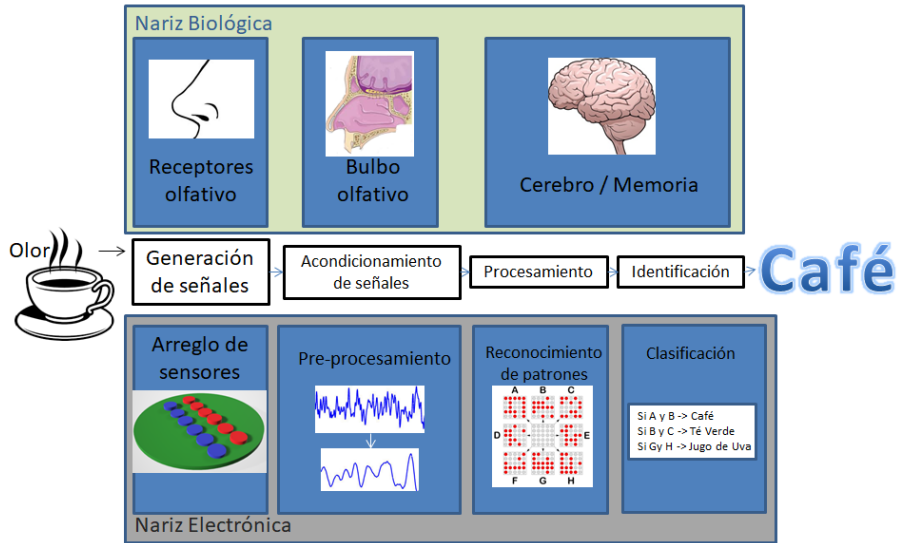 Nariz Biológica
Receptores
olfativo
Bulbo
olfativo
Cerebro / Memoria
Olor
Generación
de señales
Acondicionamiento
de señales
Procesamiento
Identificación
Café
Arreglo de
sensores
Pre-procesamiento
Reconocimiento
de patrones
A B C
D E
F G H
Clasificación
Si A y B -> Café
Si B y C -> Té Verde
Si Gy H -> Jugo de Uva
Nariz Electrónica